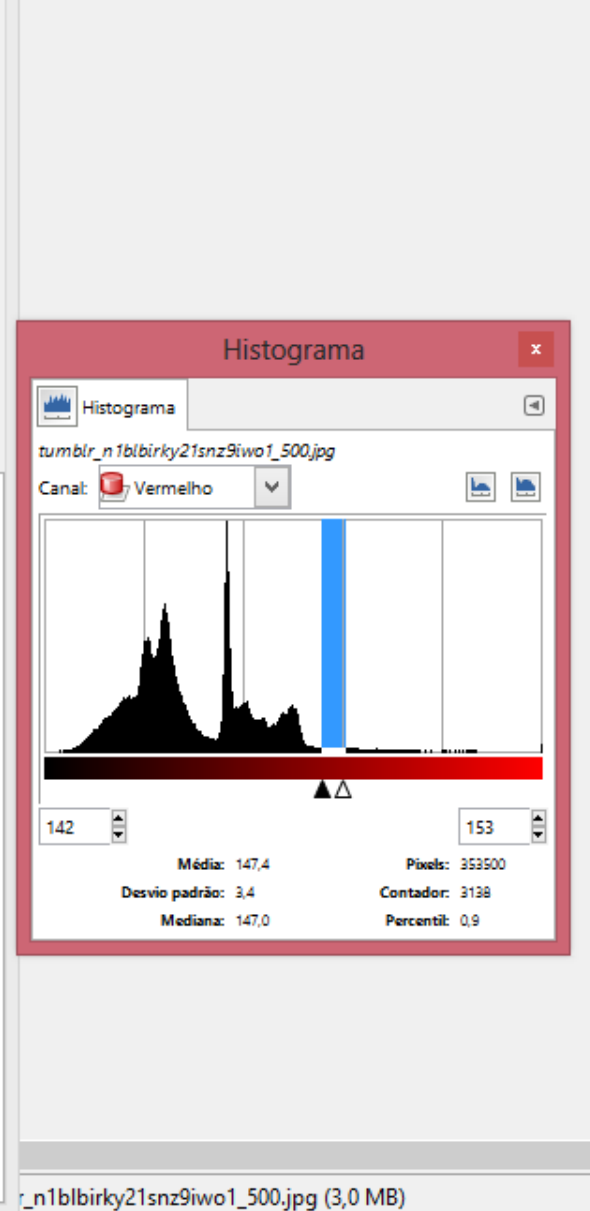 Histograma
x
Histograma
tumblr_n1blbirky21snz9iwo1_500.jpg
Canal: Vermelho
142 153
Média: 147,4 Pixels: 353500
Desvio padrão: 3,4 Contador: 3138
Mediana: 147,0 Percentil: 0,9
r_n1blbirky21snz9iwo1_500.jpg (3,0 MB)